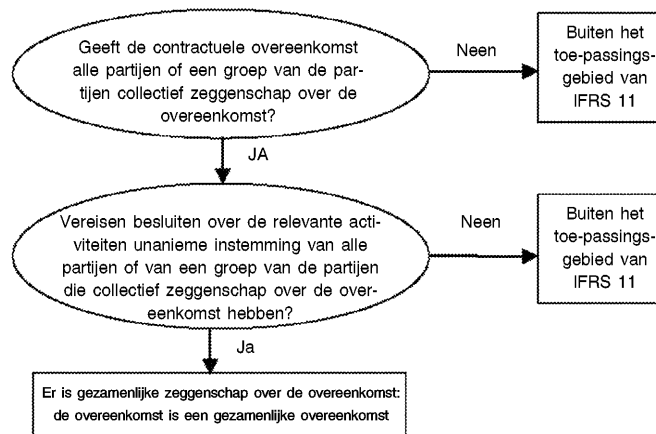 Geeft de contractuele overeenkomst
alle partijen of een groep van de par-
tijen collectief zeggenschap over de
overeenkomst?
Neen
Buiten het
toe-passings-
gebied van
IFRS 11
JA
Vereisen besluiten over de relevante acti-
viteiten unanieme instemming van alle
partijen of van een groep van de partijen
die collectief zeggenschap over de over-
eenkomst hebben?
Neen
Buiten het
toe-passings-
gebied van
IFRS 11
Ja
Er is gezamenlijke zeggenschap over de overeenkomst:
de overeenkomst is een gezamenlijke overeenkomst